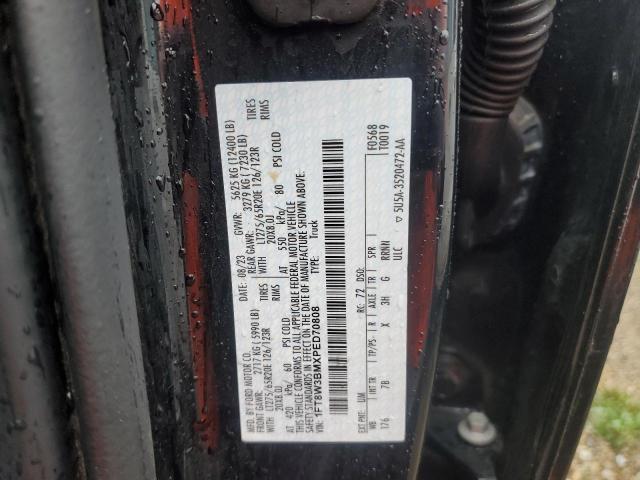 MFD. BY FORD MOTOR CO.
DATE: 08/23 GVWR: 5625 KG (12400 LB)
FRONT GAWR: 2717 KG (5990 LB)
REAR GAWR: 3279 KG (7230 LB)
WITH LT275/65R20E 126/123R TIRES
WITH LT275/65R20E 126/123R TIRES
20X8.0J RIMS
20X8.0J RIMS
AT 420 kPa/ 60 PSI COLD
AT 550 kPa/ 80 PSI COLD
THIS VEHICLE CONFORMS TO ALL APPLICABLE FEDERAL MOTOR VEHICLE
SAFETY STANDARDS IN EFFECT ON THE DATE OF MANUFACTURE SHOWN ABOVE.
VIN: 1FT8W3BMXPED70808
TYPE: Truck
F0568
T0019
EXT PNT: UM RC: 72 DSO:
WB INT TR TP/PS R AXLE TR SPR
176 7B X 3H G RRNN
ULC
5U5A-3520472-AA